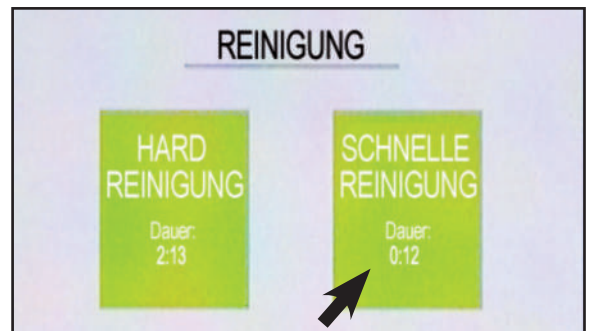 REINIGUNG
HARD
REINIGUNG
Dauer:
2:13
SCHNELLE
REINIGUNG
Dauer:
0:12